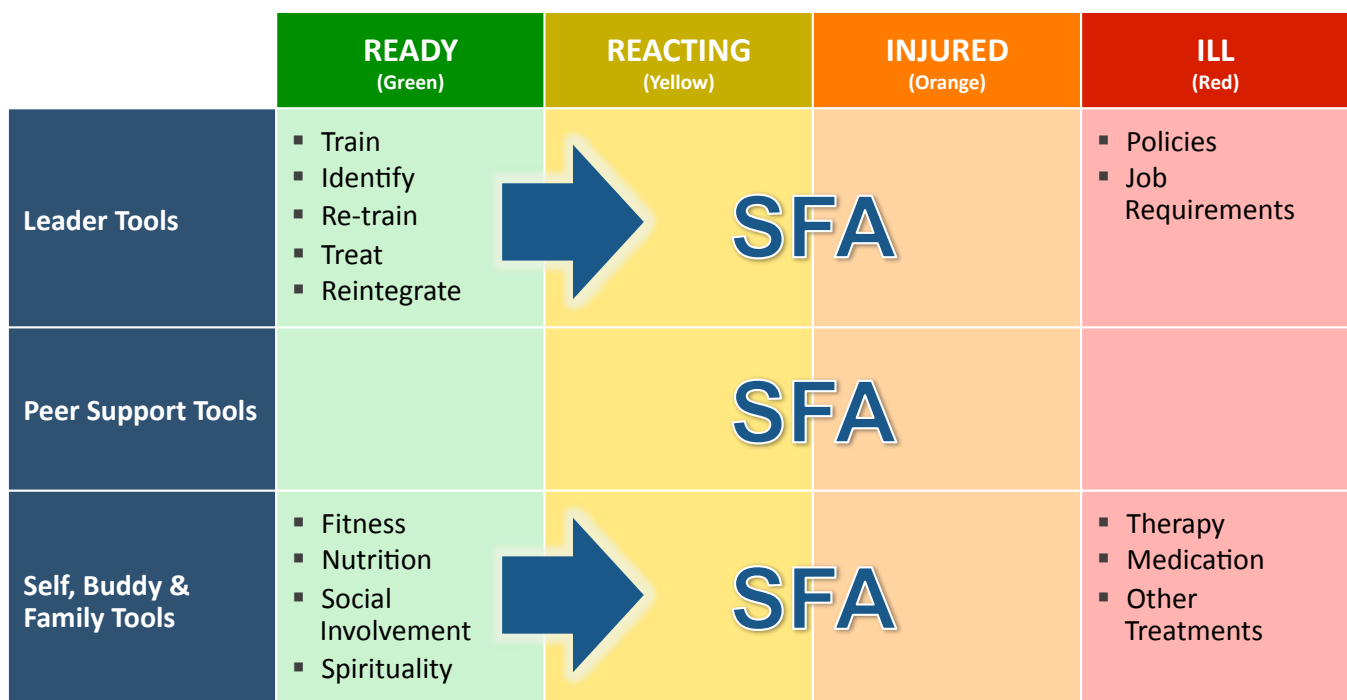 READY
(Green)
REACTING
(Yellow)
INJURED
(Orange)
ILL
(Red)
Leader Tools
▪ Train
▪ Identify
▪ Re-train
▪ Treat
▪ Reintegrate
SFA
▪ Policies
▪ Job
Requirements
Peer Support Tools
SFA
Self, Buddy &
Family Tools
▪ Fitness
▪ Nutrition
▪ Social
Involvement
▪ Spirituality
SFA
▪ Therapy
▪ Medication
▪ Other
Treatments